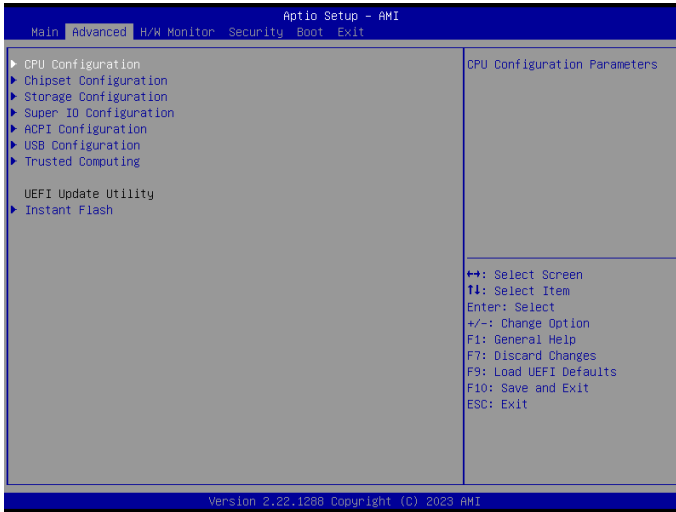 Aptio Setup - AMI
Main Advanced H/W Monitor Security Boot Exit
CPU Configuration
Chipset Configuration
Storage Configuration
Super IO Configuration
ACPI Configuration
USB Configuration
Trusted Computing
UEFI Update Utility
Instant Flash
CPU Configuration Parameters
↔: Select Screen
↑↓: Select Item
Enter: Select
+/-: Change Option
F1: General Help
F7: Discard Changes
F9: Load UEFI Defaults
F10: Save and Exit
ESC: Exit
Version 2.22.1288 Copyright (C) 2023 AMI